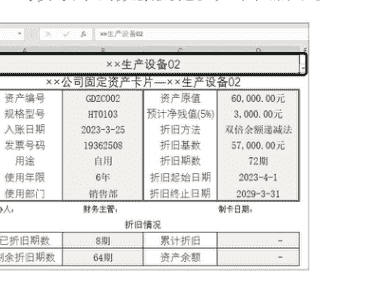 ××生产设备02
××生产设备02
××公司固定资产卡片—××生产设备02
资产编号 GDZC002 资产原值 60,000.00元
规格型号 HT0103 预计净残值(5%) 3,000.00元
入账日期 2023-3-25 折旧方法 双倍余额递减法
发票号码 19362508 折旧基数 57,000.00元
用途 自用 折旧期数 72期
使用年限 6年 折旧起始日期 2023-4-1
使用部门 销售部 折旧终止日期 2029-3-31
办人: 财务主管: 制卡日期:
折旧情况
已折旧期数 8期 累计折旧 -
剩余折旧期数 64期 资产余额 -